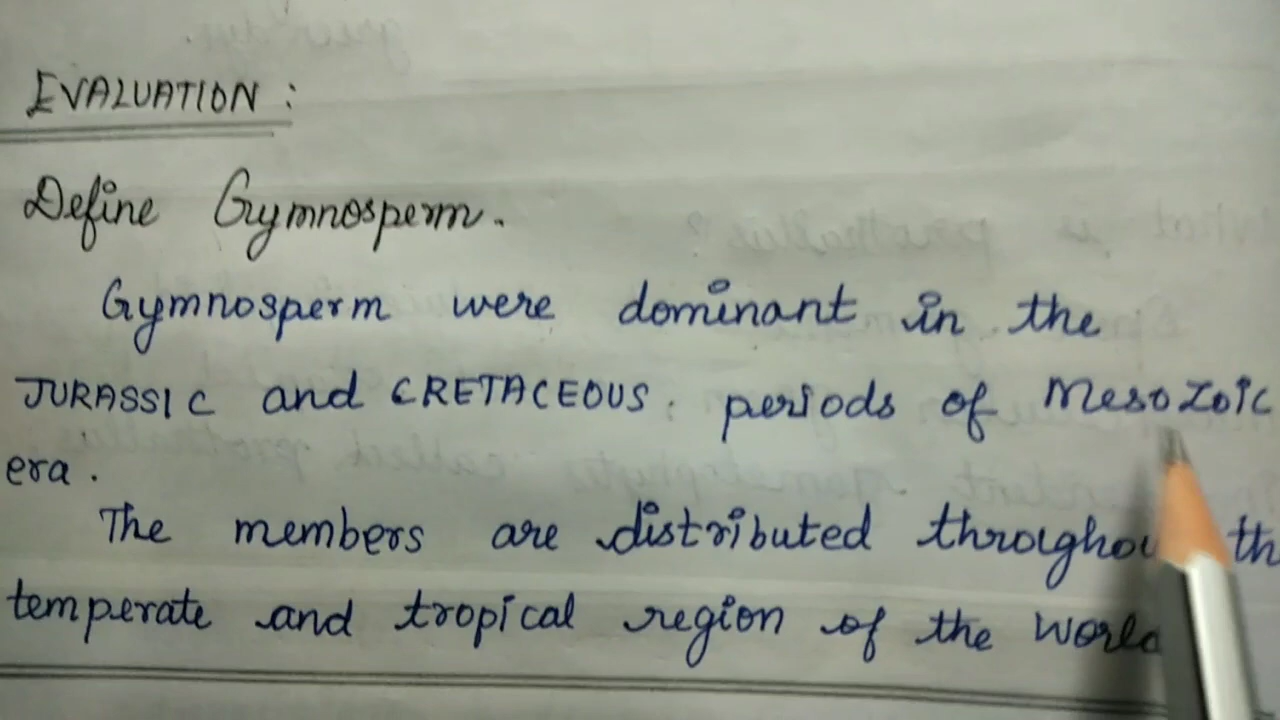 EVALUATION :
Define Gymnosperm.
Gymnosperm were dominant in the
JURASSIC and CRETACEOUS. periods of Mesozoic
era.
The members are distributed throughou th
temperate and tropical region of the world